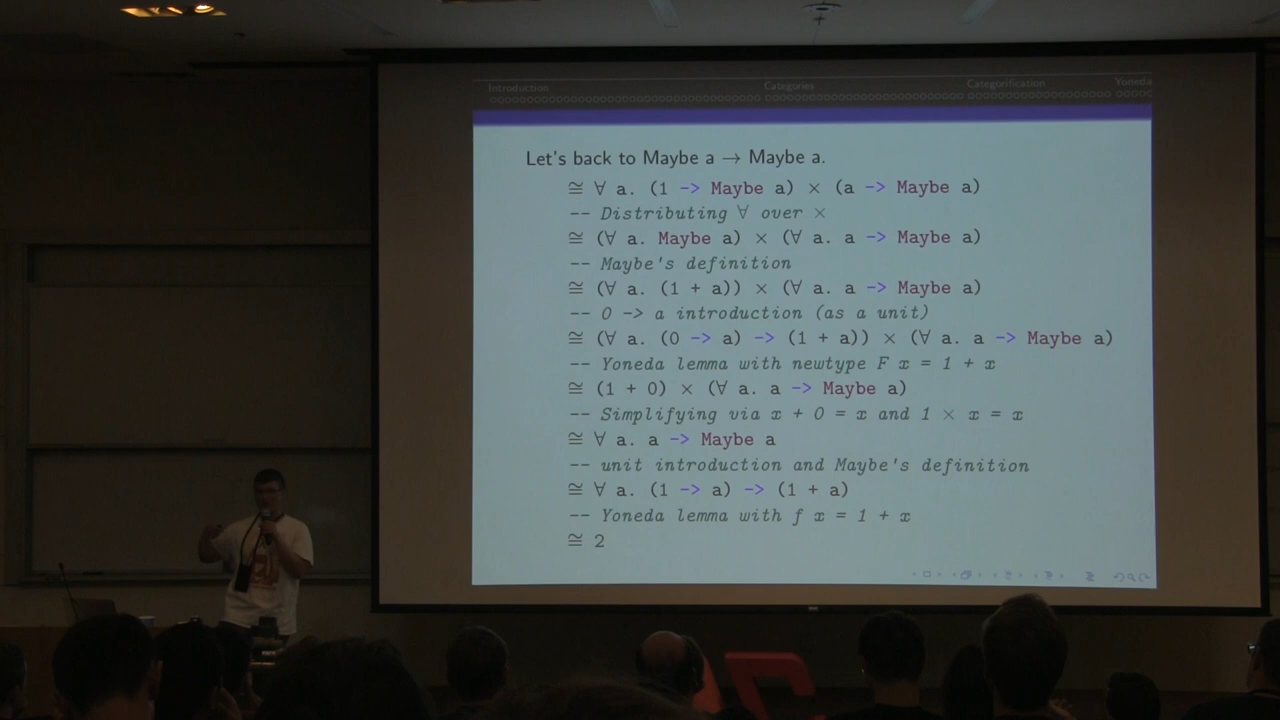 Introduction Categories Categorification Yoneda
Let's back to Maybe a → Maybe a.
≅ ∀ a. (1 -> Maybe a) × (a -> Maybe a)
-- Distributing ∀ over ×
≅ (∀ a. Maybe a) × (∀ a. a -> Maybe a)
-- Maybe's definition
≅ (∀ a. (1 + a)) × (∀ a. a -> Maybe a)
-- 0 -> a introduction (as a unit)
≅ (∀ a. (0 -> a) -> (1 + a)) × (∀ a. a -> Maybe a)
-- Yoneda lemma with newtype F x = 1 + x
≅ (1 + 0) × (∀ a. a -> Maybe a)
-- Simplifying via x + 0 = x and 1 × x = x
≅ ∀ a. a -> Maybe a
-- unit introduction and Maybe's definition
≅ ∀ a. (1 -> a) -> (1 + a)
-- Yoneda lemma with f x = 1 + x
≅ 2